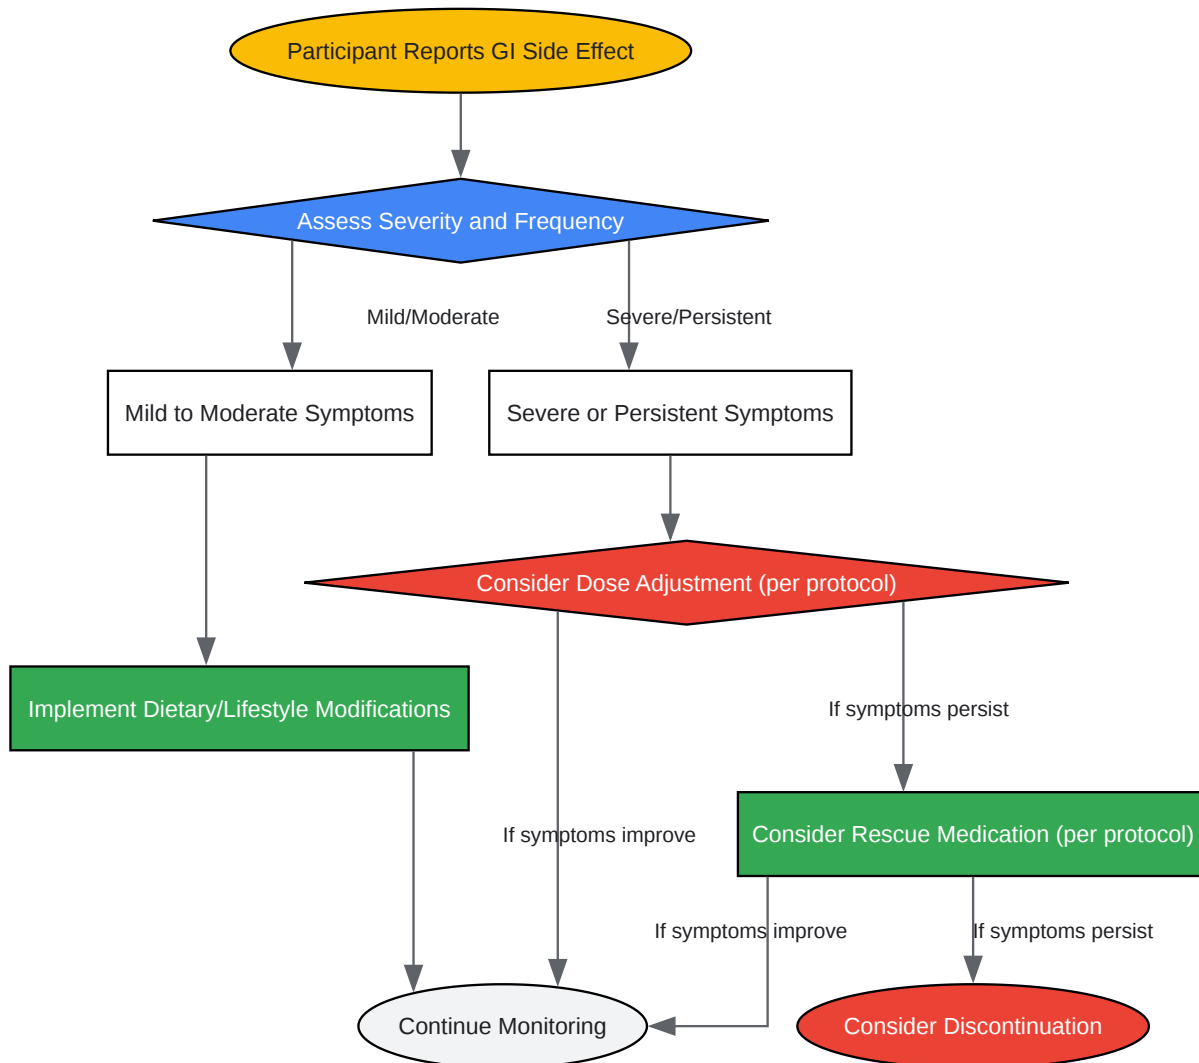 Participant Reports GI Side Effect
Assess Severity and Frequency
Mild/Moderate
Severe/Persistent
Mild to Moderate Symptoms
Severe or Persistent Symptoms
Consider Dose Adjustment (per protocol)
Implement Dietary/Lifestyle Modifications
If symptoms persist
If symptoms improve
Consider Rescue Medication (per protocol)
If symptoms improve
If symptoms persist
Continue Monitoring
Consider Discontinuation